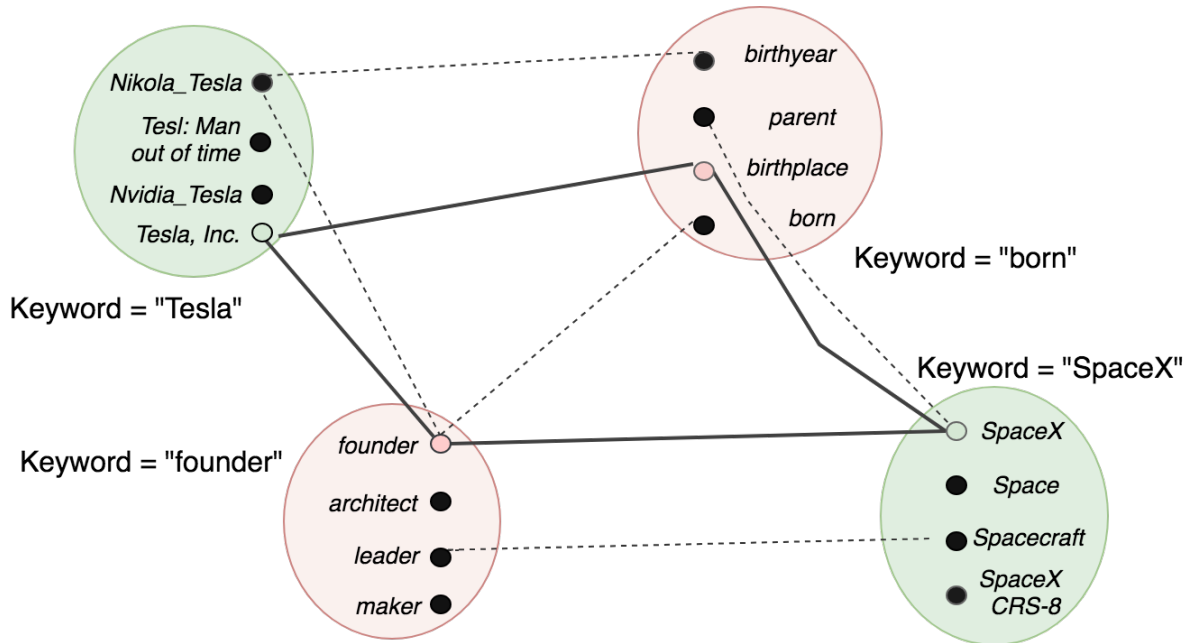 Nikola_Tesla
Tesl: Man
out of time
Nvidia_Tesla
Tesla, Inc.
Keyword = "Tesla"
birthyear
parent
birthplace
born
Keyword = "born"
Keyword = "founder"
founder
architect
leader
maker
Keyword = "SpaceX"
SpaceX
Space
Spacecraft
SpaceX
CRS-8